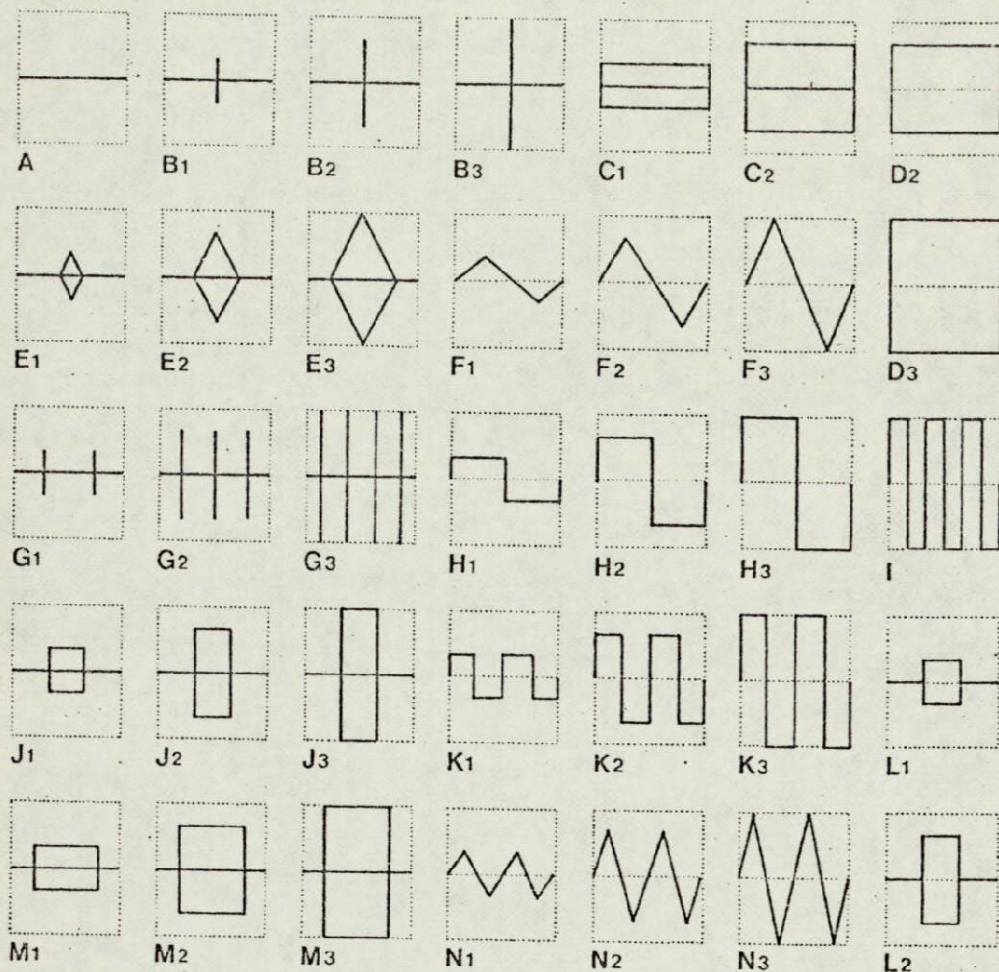 A B1 B2 B3 C1 C2 D2
E1 E2 E3 F1 F2 F3 D3
G1 G2 G3 H1 H2 H3 I
J1 J2 J3 K1 K2 K3 L1
M1 M2 M3 N1 N2 N3 L2